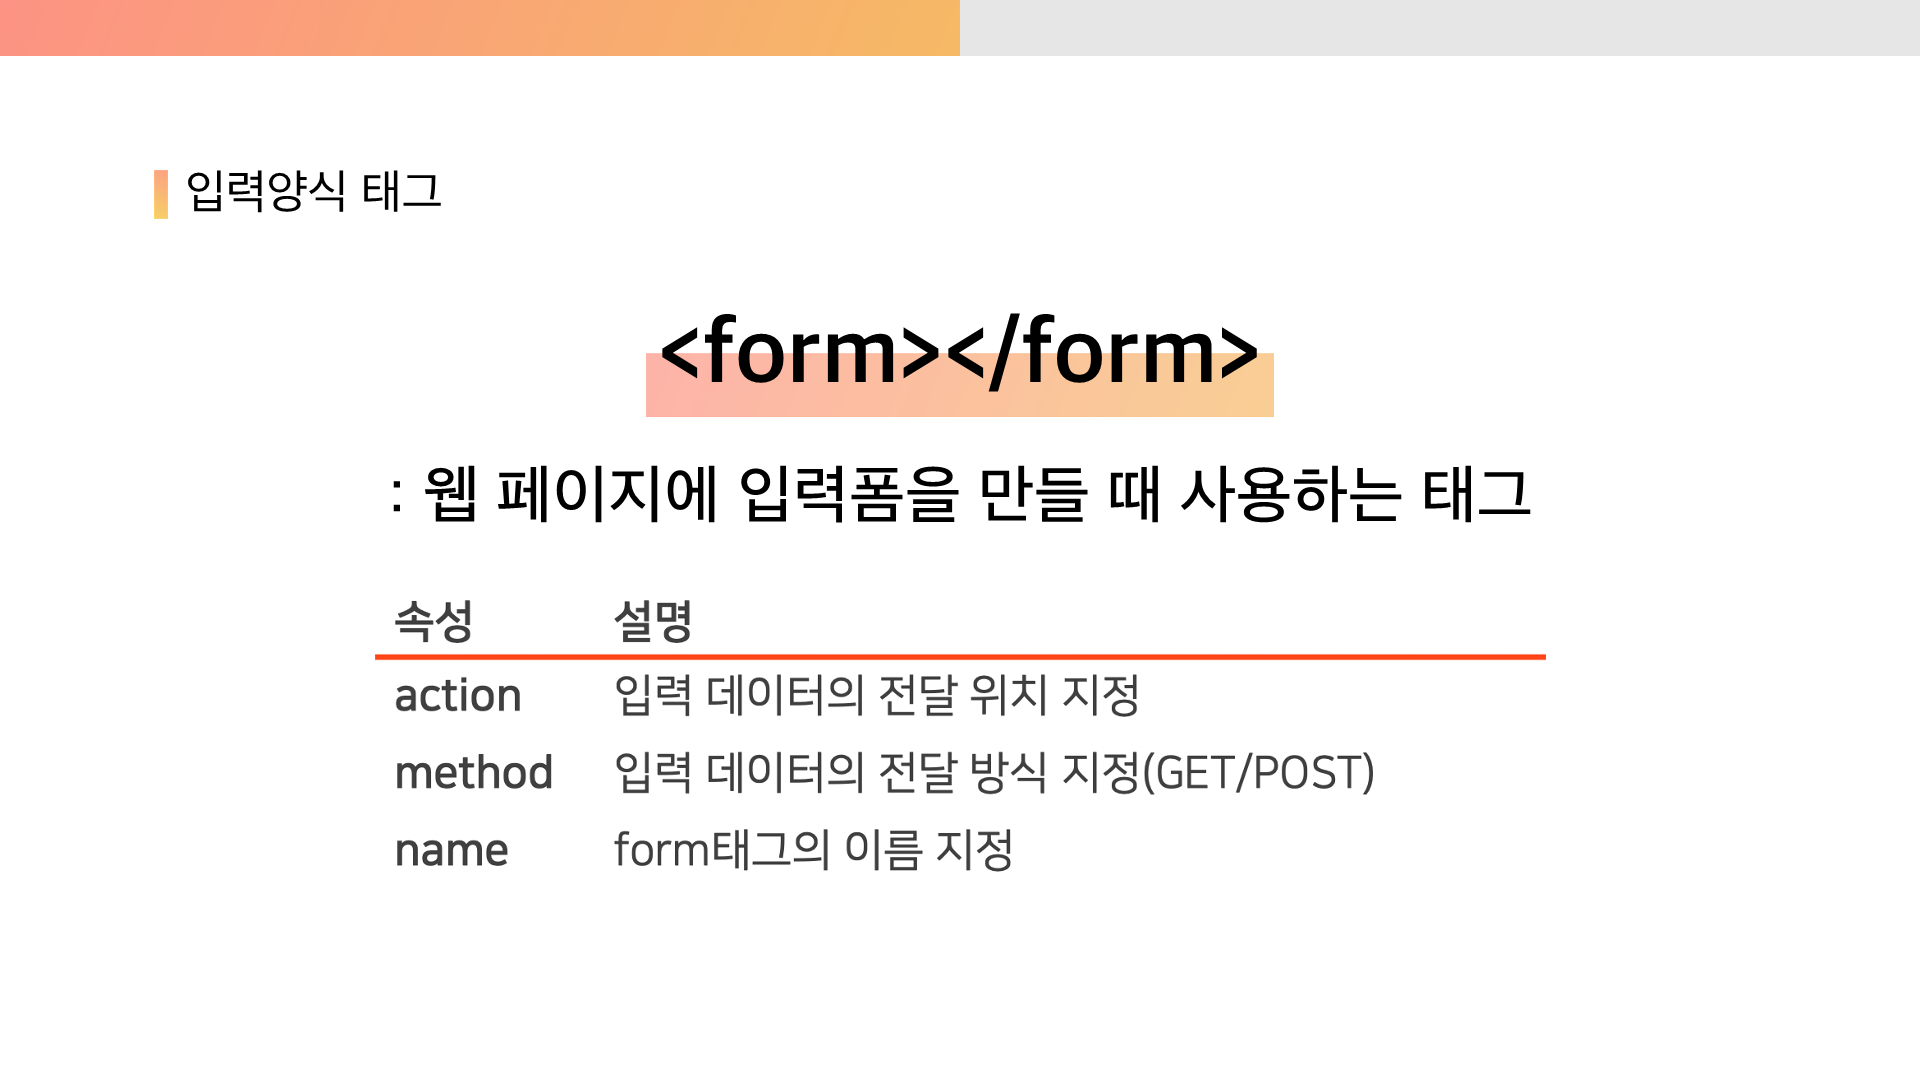 입력양식 태그
<form></form>
: 웹 페이지에 입력폼을 만들 때 사용하는 태그
속성 설명
action 입력 데이터의 전달 위치 지정
method 입력 데이터의 전달 방식 지정(GET/POST)
name form태그의 이름 지정